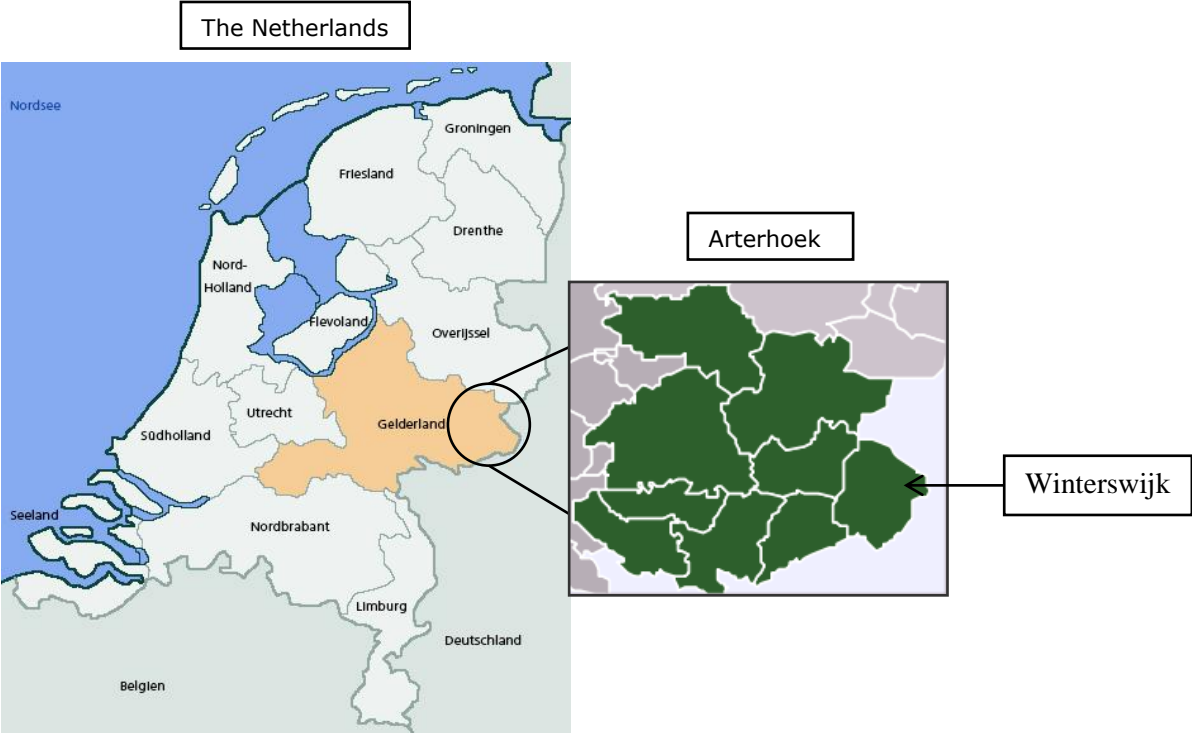 The Netherlands
Nordsee
Groningen
Friesland
Drenthe
Nord-
Holland
Flevoland
Overijssel
Utrecht
Gelderland
Südholland
Seeland
Nordbrabant
Limburg
Deutschland
Belgien
Arterhoek
Winterswijk